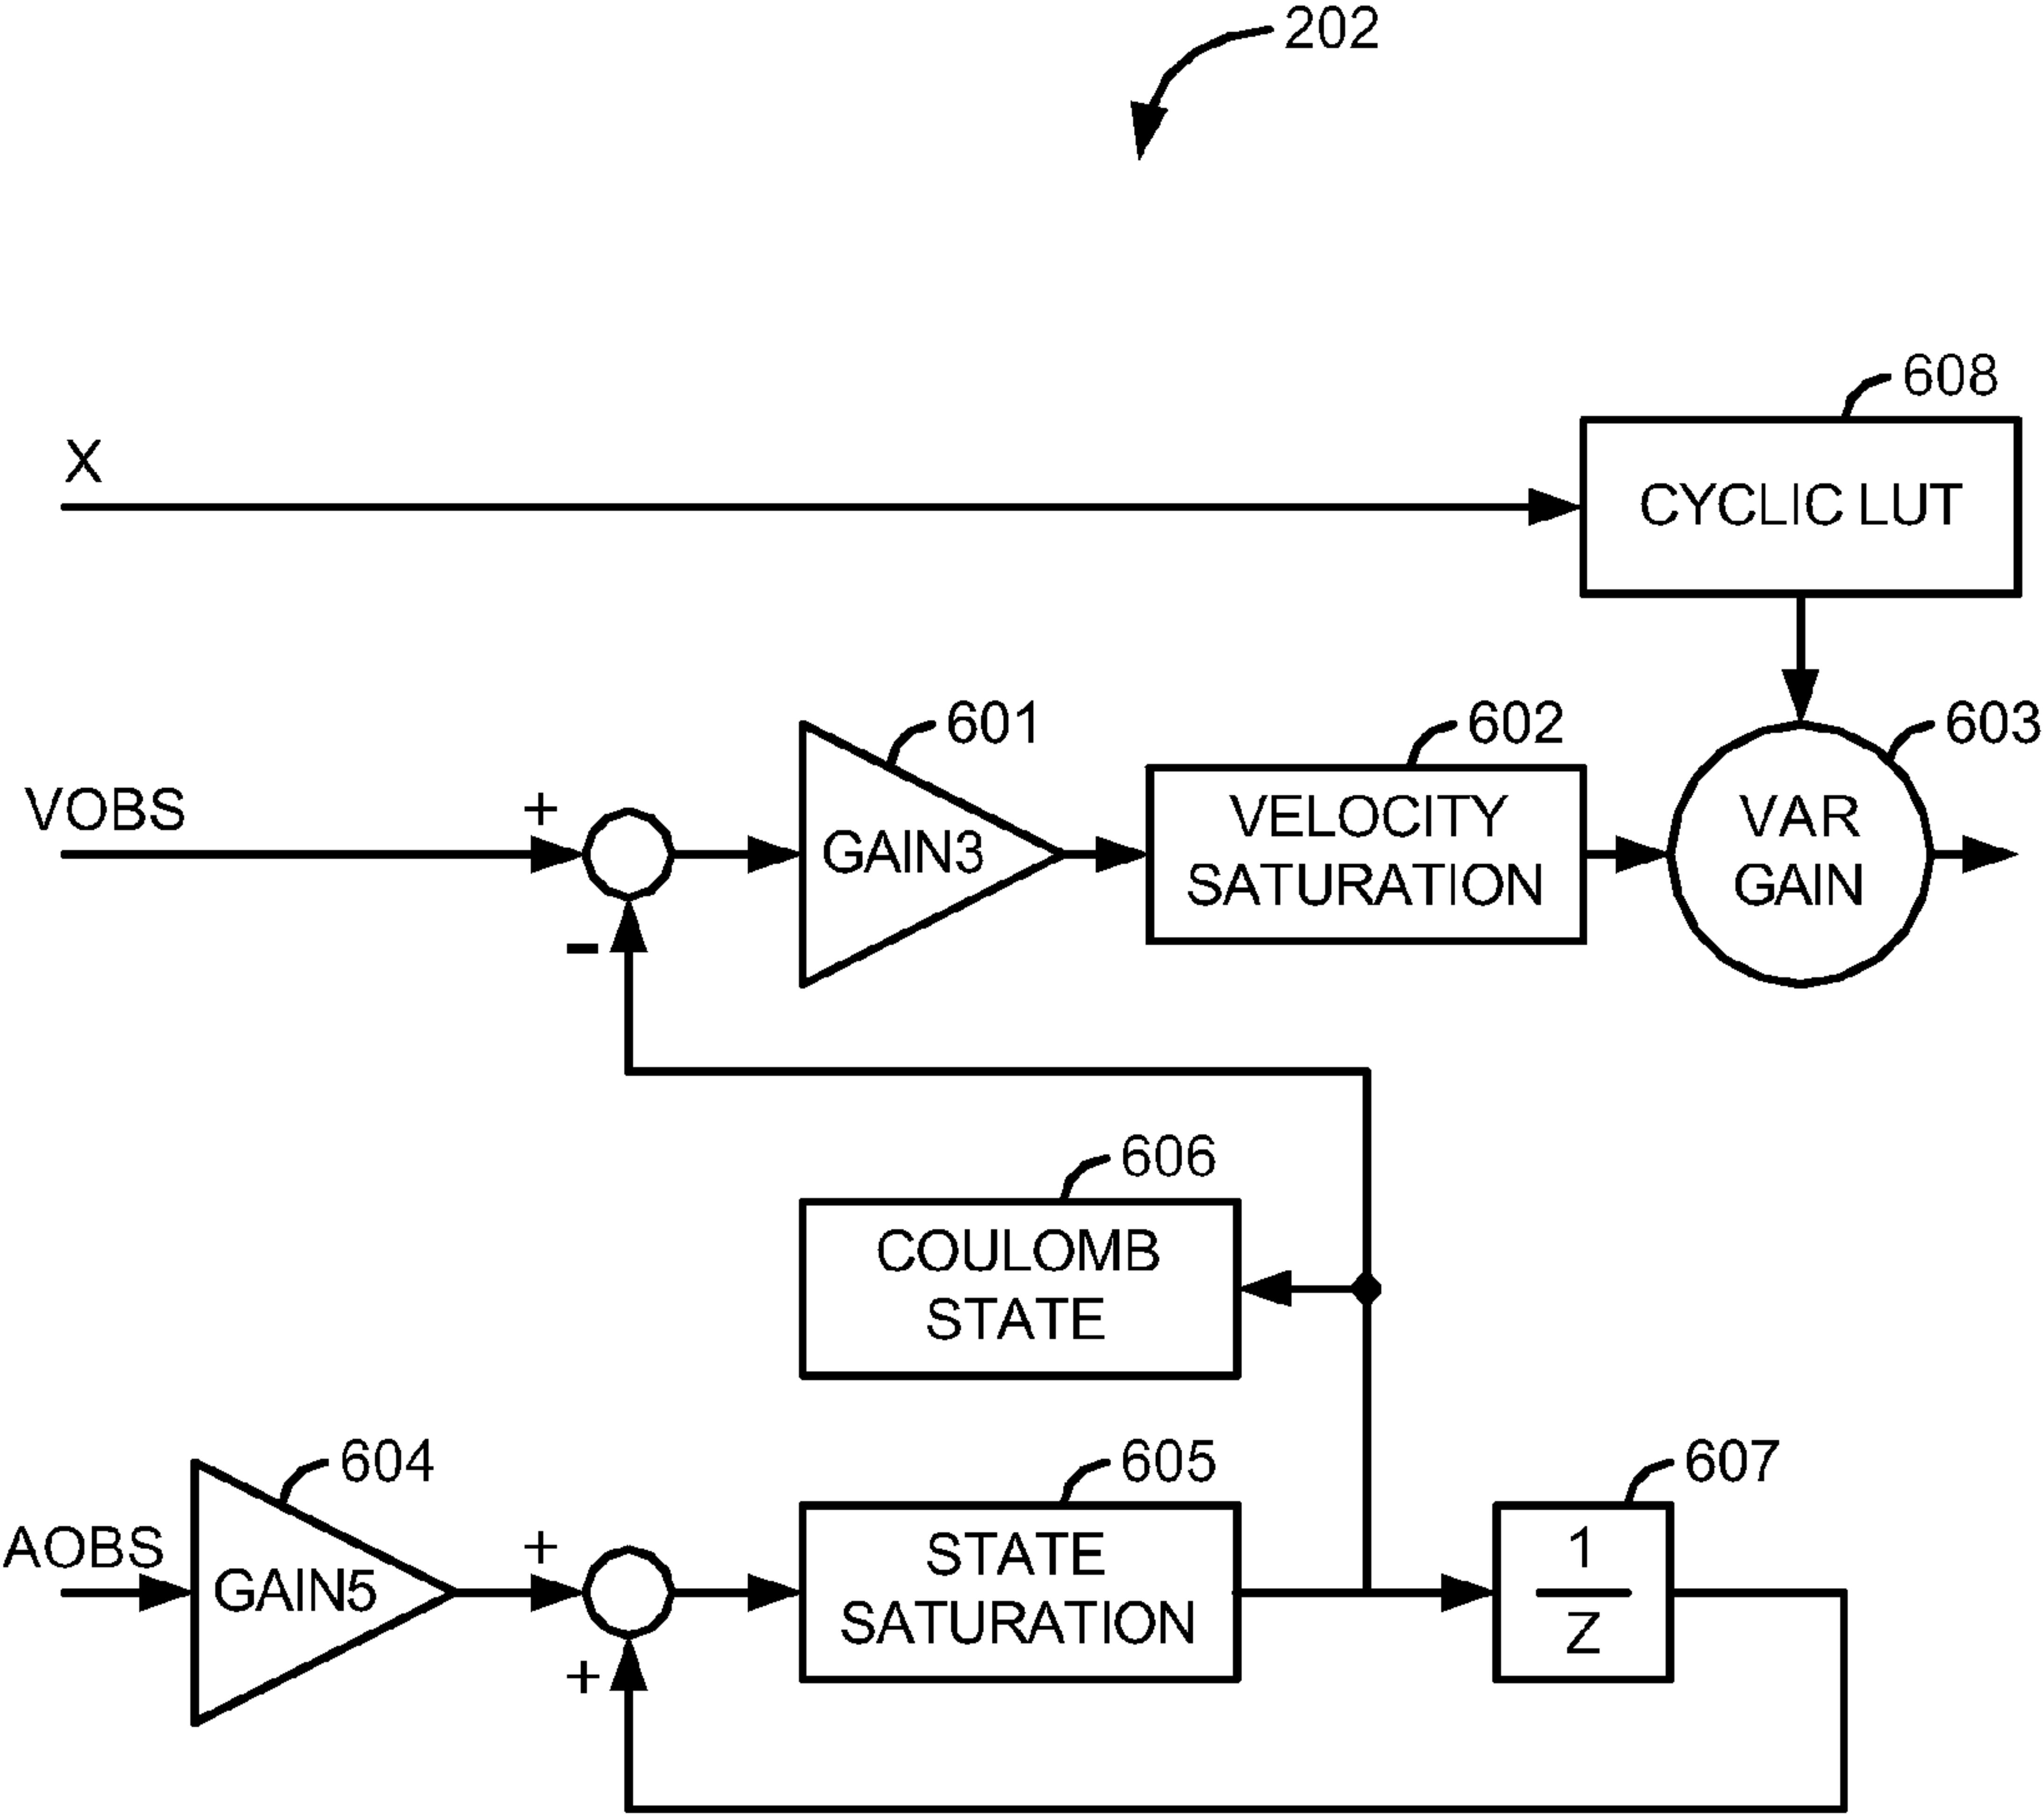 202
608
X
CYCLIC LUT
601
602
603
VOBS
+
GAIN3
VELOCITY
SATURATION
VAR
GAIN
-
606
COULOMB
STATE
604
605
607
AOBS
GAIN5
+
STATE
SATURATION
1
Z
+